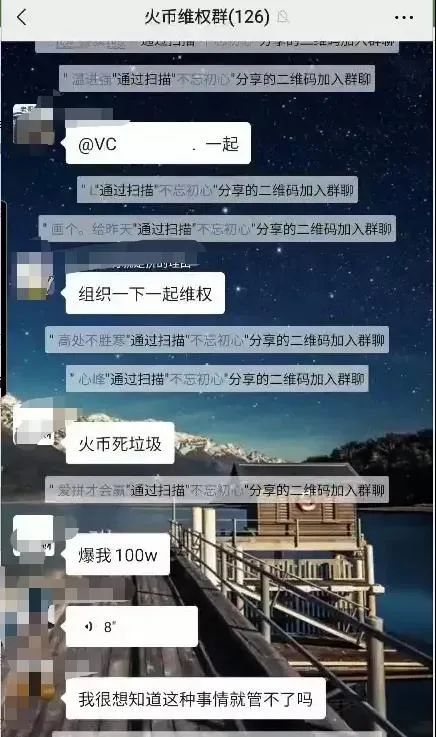 火币维权群(126)
通过扫描"不忘初心"分享的二维码加入群聊
"温进强"通过扫描"不忘初心"分享的二维码加入群聊
@VC . 一起
"L"通过扫描"不忘初心"分享的二维码加入群聊
"画个。给昨天"通过扫描"不忘初心"分享的二维码加入群聊
组织一下一起维权
"高处不胜寒"通过扫描"不忘初心"分享的二维码加入群聊
"心峰"通过扫描"不忘初心"分享的二维码加入群聊
火币死垃圾
"爱拼才会赢"通过扫描"不忘初心"分享的二维码加入群聊
爆我100w
8"
我很想知道这种事情就管不了吗